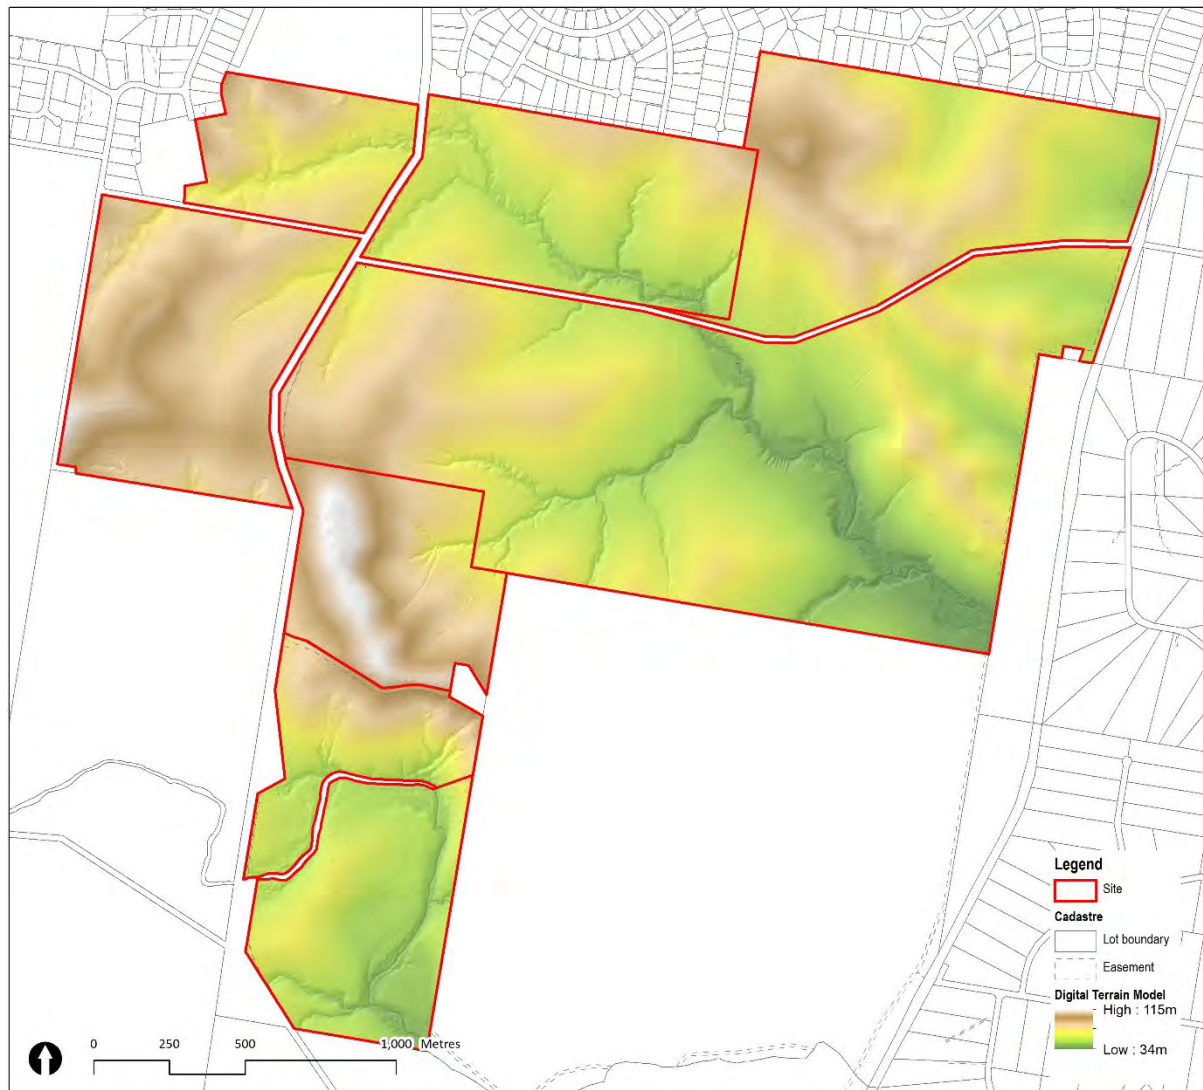 Legend
Site
Cadastre
Lot boundary
Easement
Digital Terrain Model
High : 115m
Low : 34m
0 250 500 1,000 Metres